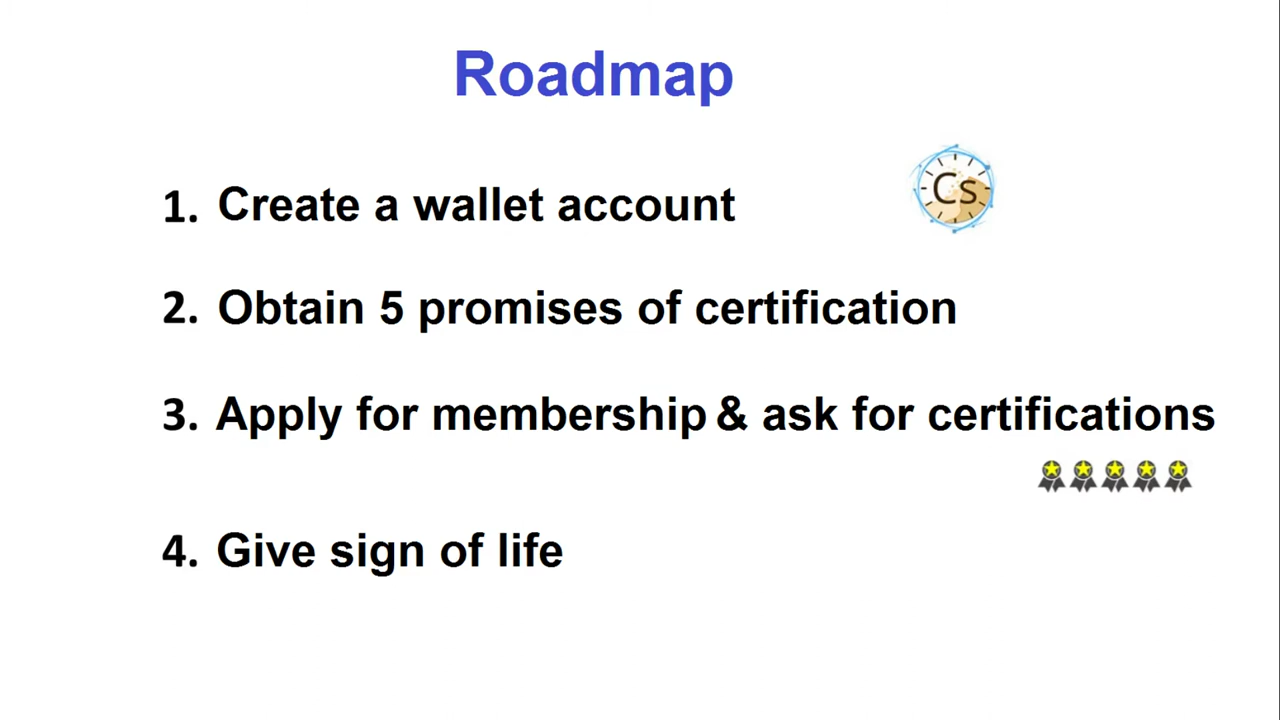 Roadmap
1. Create a wallet account
Cs
2. Obtain 5 promises of certification
3. Apply for membership & ask for certifications
4. Give sign of life